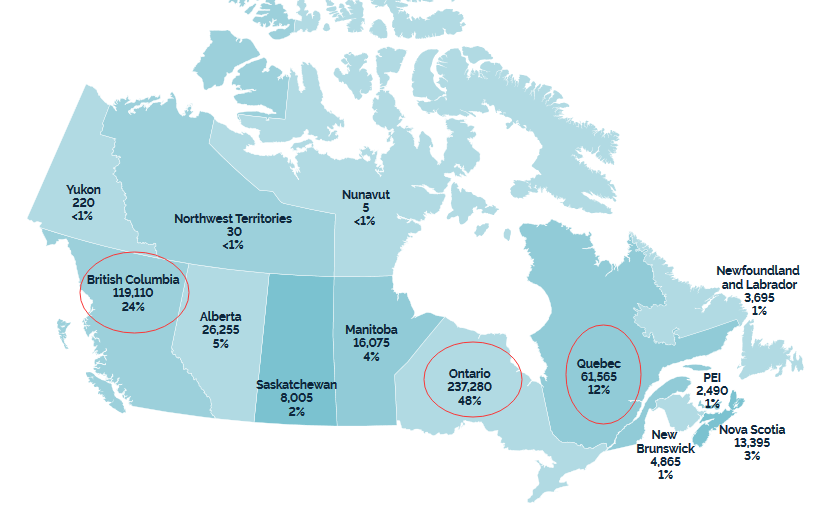 Yukon
220
<1%
Northwest Territories
30
<1%
Nunavut
5
<1%
British Columbia
119,110
24%
Alberta
26,255
5%
Saskatchewan
8,005
2%
Manitoba
16,075
4%
Ontario
237,280
48%
Quebec
61,565
12%
Newfoundland
and Labrador
3,695
1%
PEI
2,490
1%
New
Brunswick
4,865
1%
Nova Scotia
13,395
3%